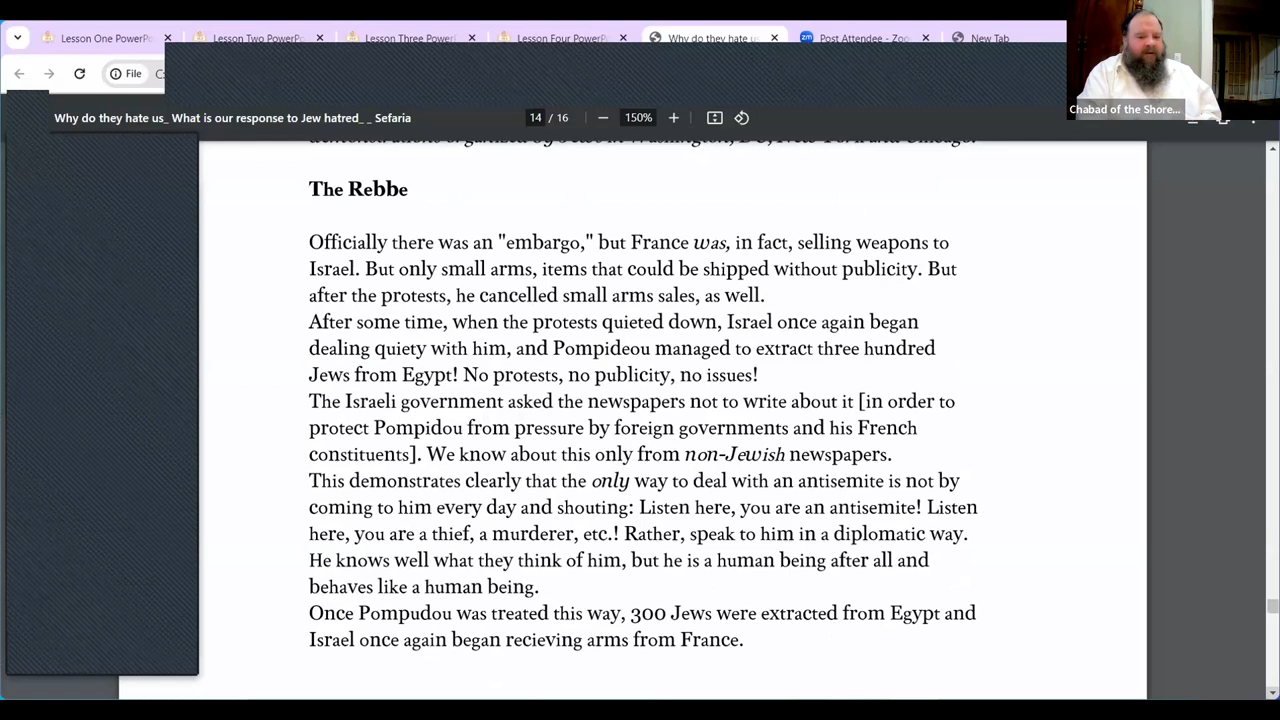 Lesson One PowerP
Lesson Two PowerP
Lesson Three Power
Lesson Four PowerP
Why do they hate us
Post Attendee - Zoo
New Tab
File
C:
Chabad of the Shore...
Why do they hate us_ What is our response to Jew hatred_ _ Sefaria
14 / 16
150%
The Rebbe
Officially there was an "embargo," but France was, in fact, selling weapons to
Israel. But only small arms, items that could be shipped without publicity. But
after the protests, he cancelled small arms sales, as well.
After some time, when the protests quieted down, Israel once again began
dealing quiety with him, and Pompideou managed to extract three hundred
Jews from Egypt! No protests, no publicity, no issues!
The Israeli government asked the newspapers not to write about it [in order to
protect Pompidou from pressure by foreign governments and his French
constituents]. We know about this only from non-Jewish newspapers.
This demonstrates clearly that the only way to deal with an antisemite is not by
coming to him every day and shouting: Listen here, you are an antisemite! Listen
here, you are a thief, a murderer, etc.! Rather, speak to him in a diplomatic way.
He knows well what they think of him, but he is a human being after all and
behaves like a human being.
Once Pompudou was treated this way, 300 Jews were extracted from Egypt and
Israel once again began recieving arms from France.